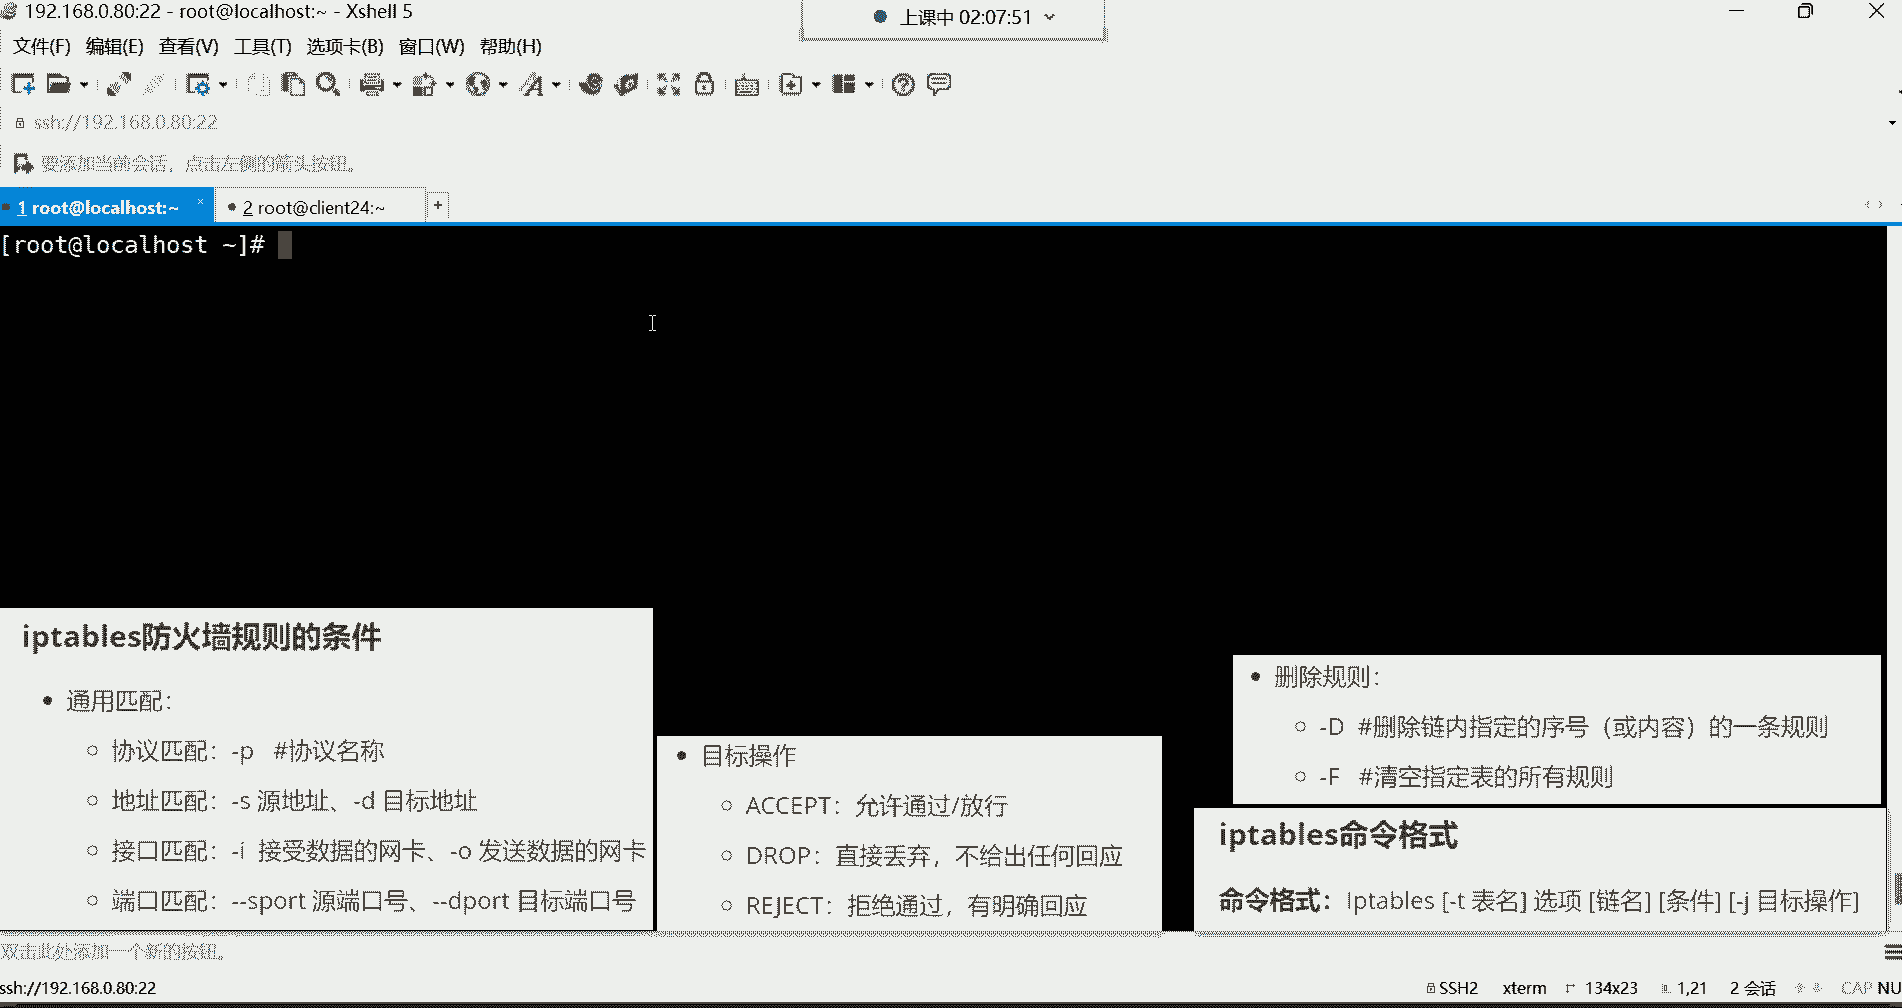 192.168.0.80:22 - root@localhost:~ - Xshell 5
上课中 02:07:51
文件(F) 编辑(E) 查看(V) 工具(T) 选项卡(B) 窗口(W) 帮助(H)
ssh://192.168.0.80:22
要添加当前会话，点击左侧的箭头按钮。
1 root@localhost:~ × 2 root@client24:~ +
[root@localhost ~]#
iptables防火墙规则的条件
通用匹配：
协议匹配：-p #协议名称
地址匹配：-s 源地址、-d 目标地址
接口匹配：-i 接受数据的网卡、-o 发送数据的网卡
端口匹配：--sport 源端口号、--dport 目标端口号
目标操作
ACCEPT：允许通过/放行
DROP：直接丢弃，不给出任何回应
REJECT：拒绝通过，有明确回应
删除规则：
-D #删除链内指定的序号（或内容）的一条规则
-F #清空指定表的所有规则
iptables命令格式
命令格式：Iptables [-t 表名] 选项 [链名] [条件] [-j 目标操作]
双击此处添加一个新的按钮。
ssh://192.168.0.80:22
SSH2 xterm 134x23 1,21 2 会话 CAP NU